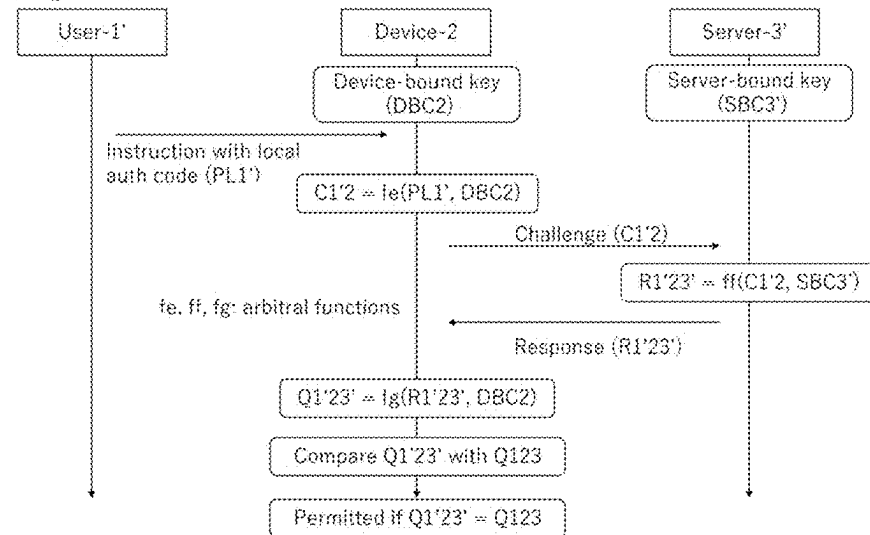 User-1'
Device-2
Server-3'
Device-bound key
(DBC2)
Server-bound key
(SBC3')
Instruction with local
auth code (PL1')
C1'2 = fe(PL1', DBC2)
Challenge (C1'2)
R1'23' = ff(C1'2, SBC3')
fe, ff, fg: arbitral functions
Response (R1'23')
Q1'23' = fg(R1'23', DBC2)
Compare Q1'23' with Q123
Permitted if Q1'23' = Q123